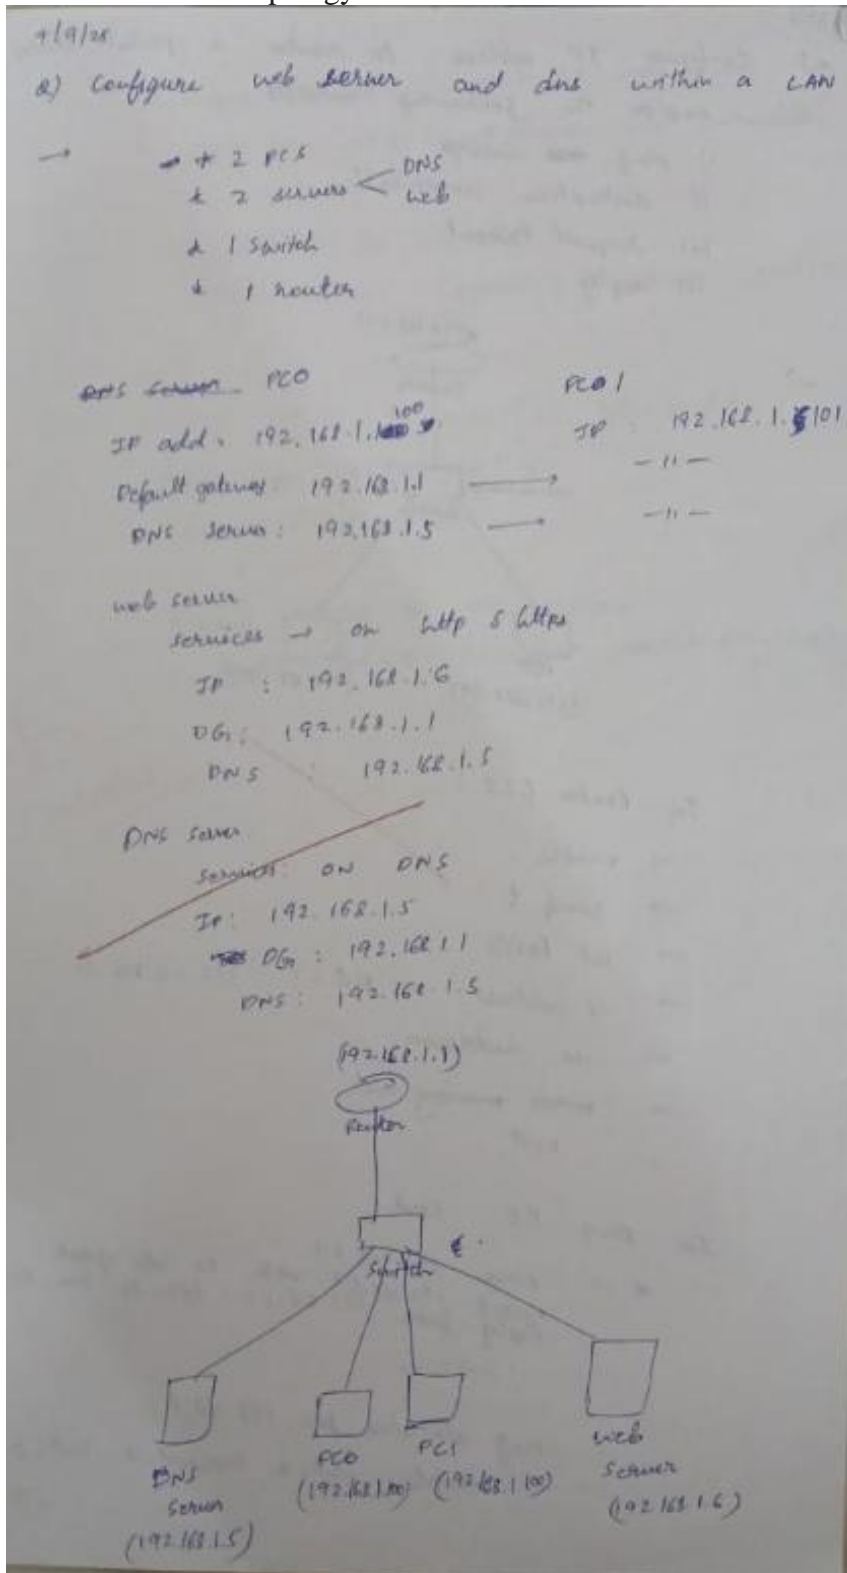 topology
4/9/25
Q) Configure web server and dns within a LAN
→ * 2 PCS
* 2 servers < DNS
web
* 1 switch
* 1 router
PC0 PC 1
IP add: 192.168.1.100 IP : 192.168.1.101
Default gateway: 192.168.1.1 → -11-
DNS server: 192.168.1.5 → -11-
web server
services → on http & https
IP : 192.168.1.6
DG: 192.168.1.1
DNS : 192.168.1.5
DNS server
Services: ON DNS
IP: 192.168.1.5
DG: 192.168.1.1
DNS: 192.168.1.5
(192.168.1.1)
Router
Switch
DNS
Server
(192.168.1.5)
PC0
(192.168.1.100)
PC1
(192.168.1.100)
Web
Server
(192.168.1.6)